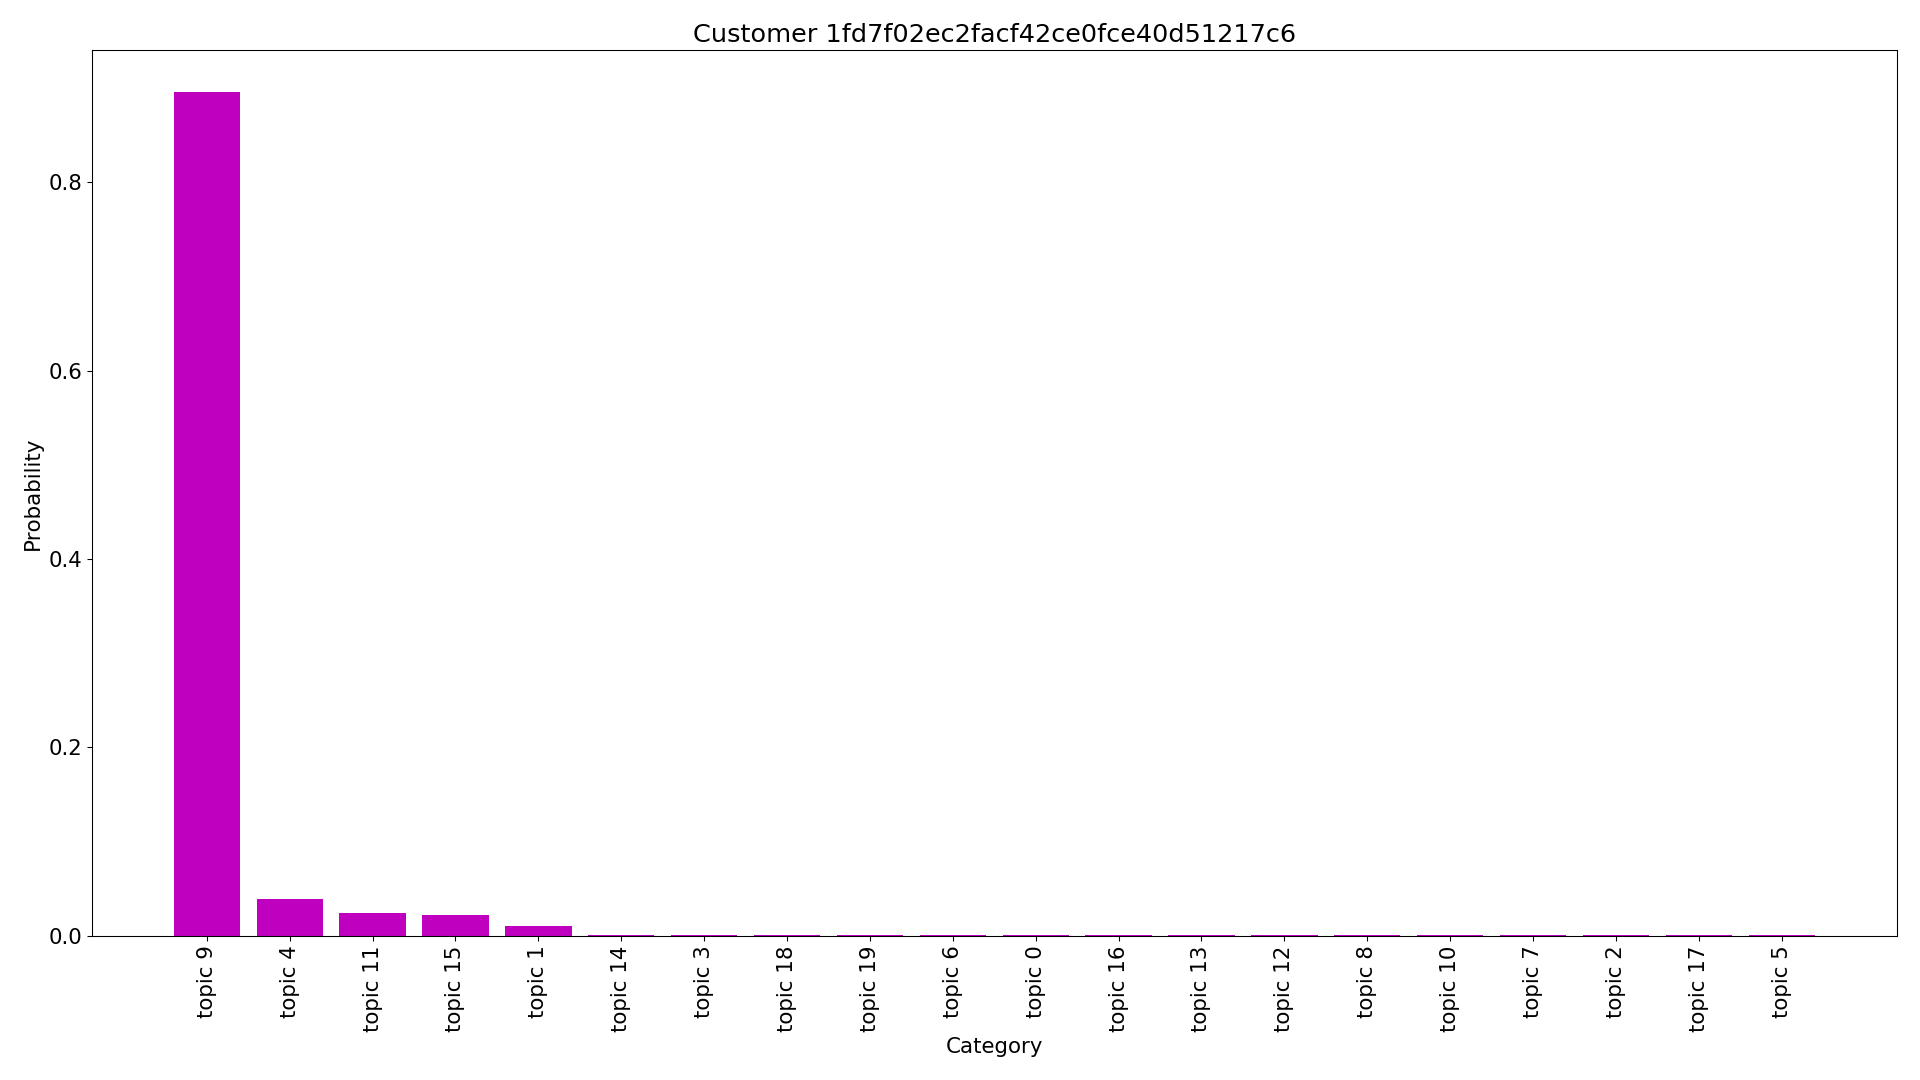 Customer 1fd7f02ec2facf42ce0fce40d51217c6
Probability
0.8
0.6
0.4
0.2
0.0
topic 9
topic 4
topic 11
topic 15
topic 1
topic 14
topic 3
topic 18
topic 19
topic 6
topic 0
topic 16
topic 13
topic 12
topic 8
topic 10
topic 7
topic 2
topic 17
topic 5
Category